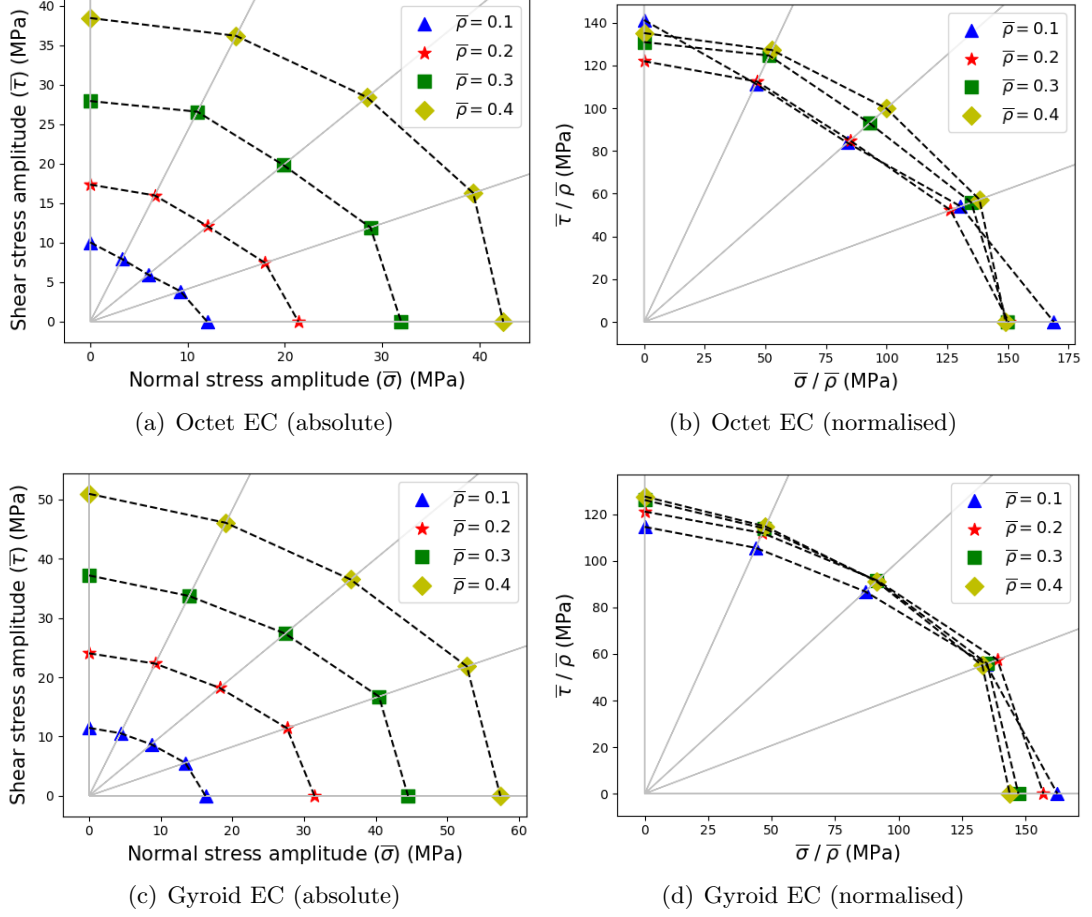 40
35
30
25
20
15
10
5
0
Shear stress amplitude (τ̅) (MPa)
ρ̅ = 0.1
ρ̅ = 0.2
ρ̅ = 0.3
ρ̅ = 0.4
0 10 20 30 40
Normal stress amplitude (σ̅) (MPa)
(a) Octet EC (absolute)
140
120
100
80
60
40
20
0
τ̅ / ρ̅ (MPa)
ρ̅ = 0.1
ρ̅ = 0.2
ρ̅ = 0.3
ρ̅ = 0.4
0 25 50 75 100 125 150 175
σ̅ / ρ̅ (MPa)
(b) Octet EC (normalised)
50
40
30
20
10
0
Shear stress amplitude (τ̅) (MPa)
ρ̅ = 0.1
ρ̅ = 0.2
ρ̅ = 0.3
ρ̅ = 0.4
0 10 20 30 40 50 60
Normal stress amplitude (σ̅) (MPa)
(c) Gyroid EC (absolute)
120
100
80
60
40
20
0
τ̅ / ρ̅ (MPa)
ρ̅ = 0.1
ρ̅ = 0.2
ρ̅ = 0.3
ρ̅ = 0.4
0 25 50 75 100 125 150
σ̅ / ρ̅ (MPa)
(d) Gyroid EC (normalised)